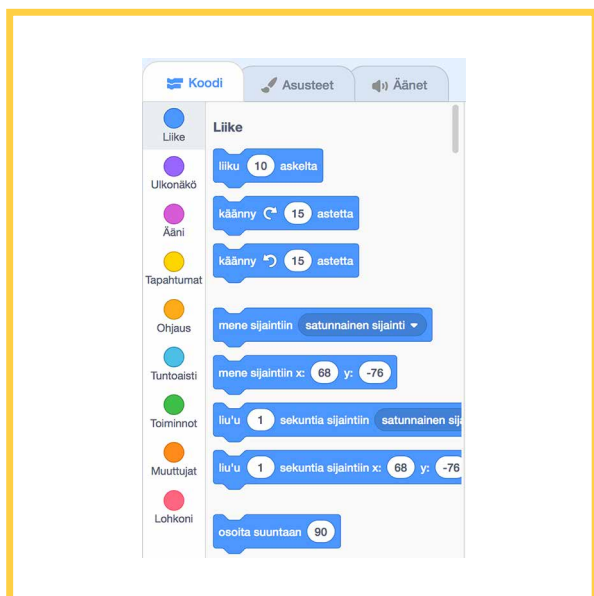 Koodi
Asusteet
Äänet
Liike
Ulkonäkö
Ääni
Tapahtumat
Ohjaus
Tuntoaisti
Toiminnot
Muuttujat
Lohkoni
Liike
liiku 10 askelta
käänny 15 astetta
käänny 15 astetta
mene sijaintiin satunnainen sijainti
mene sijaintiin x: 68 y: -76
liu'u 1 sekuntia sijaintiin satunnainen
liu'u 1 sekuntia sijaintiin x: 68 y: -76
osoita suuntaan 90